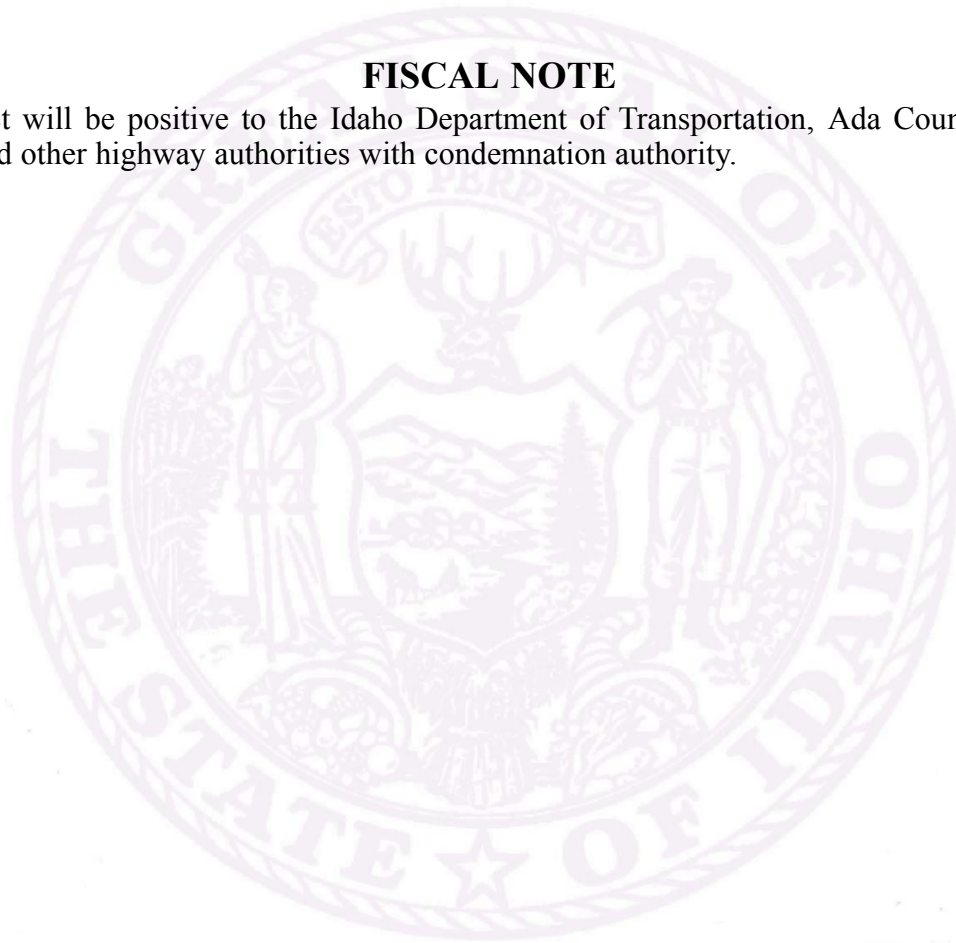 FISCAL NOTE
t will be positive to the Idaho Department of Transportation, Ada Coun
d other highway authorities with condemnation authority.
GREAT SEAL OF
ESTO PERPETUA
THE STATE OF IDAHO